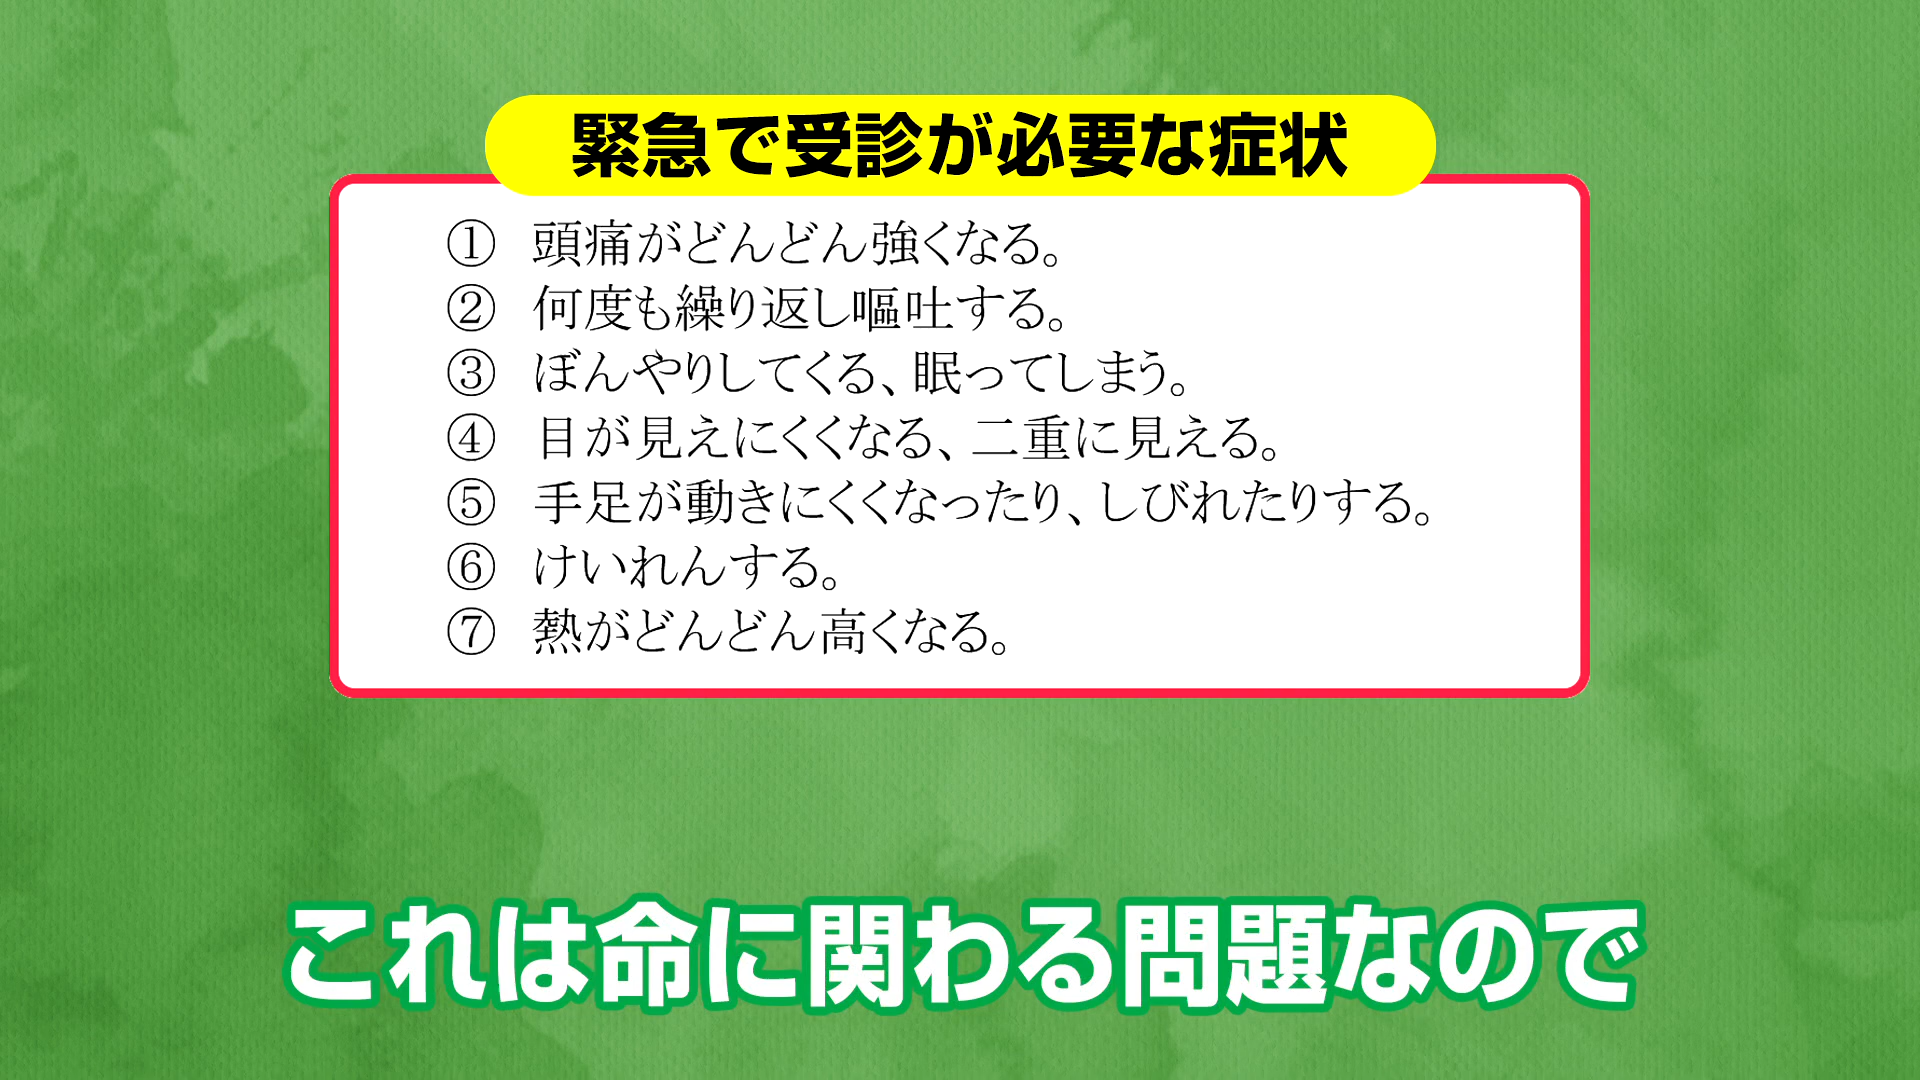 緊急で受診が必要な症状
① 頭痛がどんどん強くなる。
② 何度も繰り返し嘔吐する。
③ ぼんやりしてくる、眠ってしまう。
④ 目が見えにくくなる、二重に見える。
⑤ 手足が動きにくくなったり、しびれたりする。
⑥ けいれんする。
⑦ 熱がどんどん高くなる。
これは命に関わる問題なので